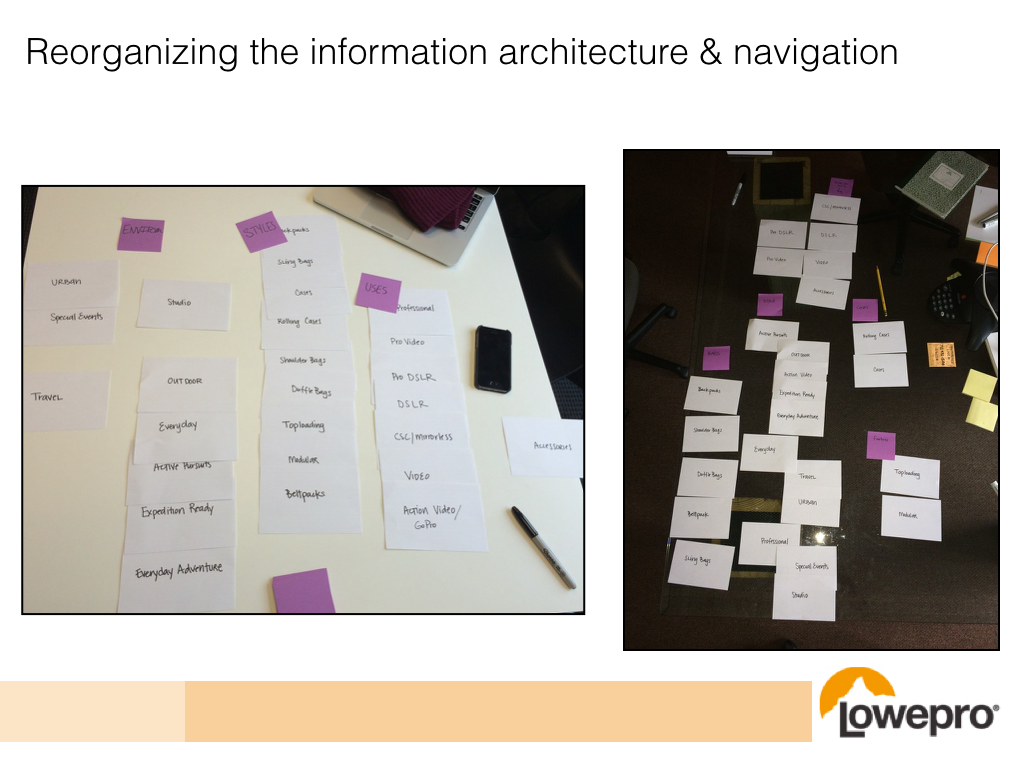 Reorganizing the information architecture & navigation
ENVIRON
URBAN
Special Events
TRAVEL
Studio
OUTDOOR
Everyday
Active Pursuits
Expedition Ready
Everyday Adventure
STYLES
ckpacks
Sling Bags
Cases
Rolling Cases
Shoulder Bags
Duffle Bags
Toploading
Modular
Beltpacks
USES
Professional
Pro Video
Pro DSLR
DSLR
CSC/mirrorless
VIDEO
Action Video/
GoPro
Accessories
CSC/mirrorless
Pro DSLR
DSLR
Pro Video
Video
Accessories
Active Pursuits
OUTDOOR
Action Video
Expedition Ready
Everyday Adventure
Rolling Cases
Cases
Backpacks
Shoulder Bags
Duffle Bags
Beltpack
Sling Bags
Everyday
TRAVEL
URBAN
Professional
Special Events
Studio
Toploading
Modular
Lowepro®